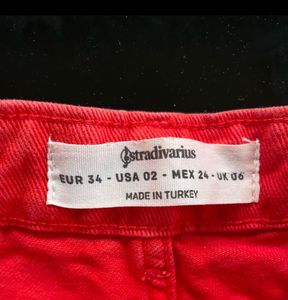 stradivarius
EUR 34 - USA 02 - MEX 24 - UK 06
MADE IN TURKEY